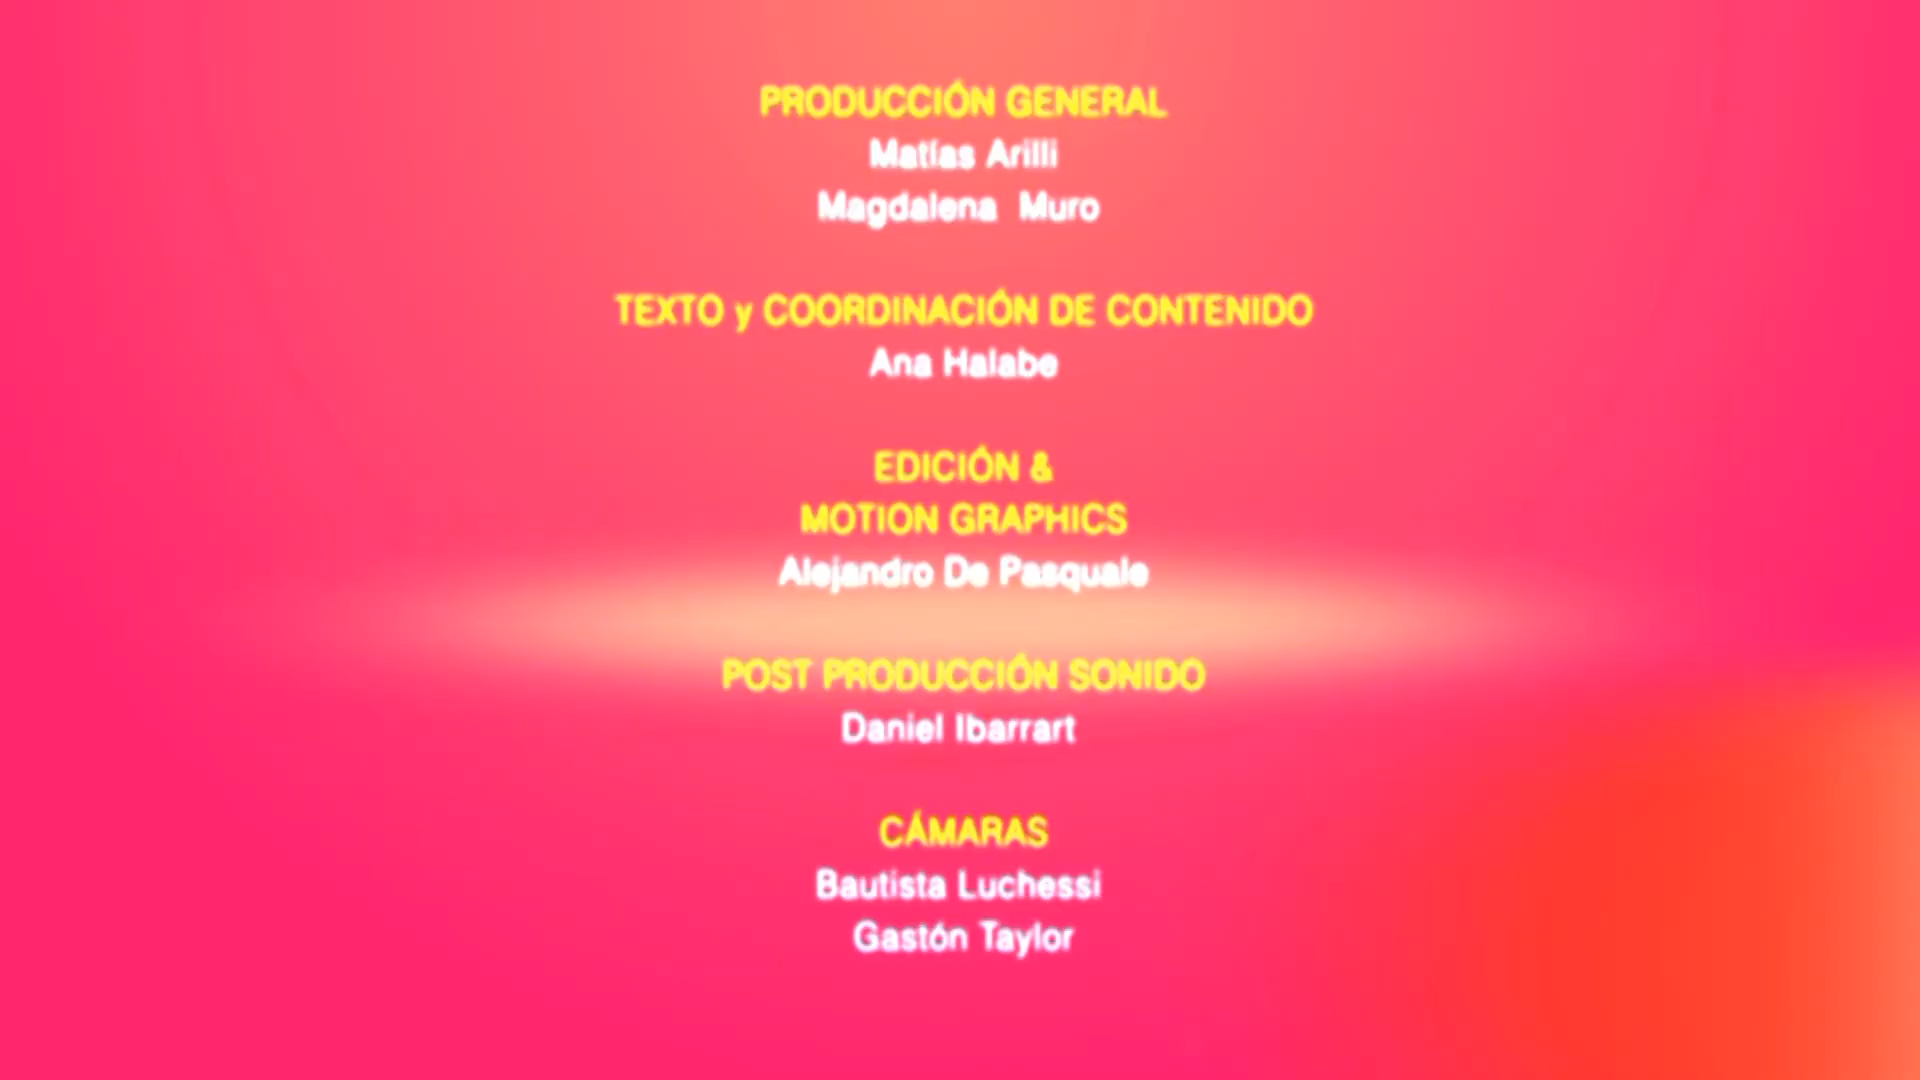 PRODUCCIÓN GENERAL
Matías Arilli
Magdalena Muro
TEXTO y COORDINACIÓN DE CONTENIDO
Ana Halabe
EDICIÓN &
MOTION GRAPHICS
Alejandro De Pasquale
POST PRODUCCIÓN SONIDO
Daniel Ibarrart
CÁMARAS
Bautista Luchessi
Gastón Taylor